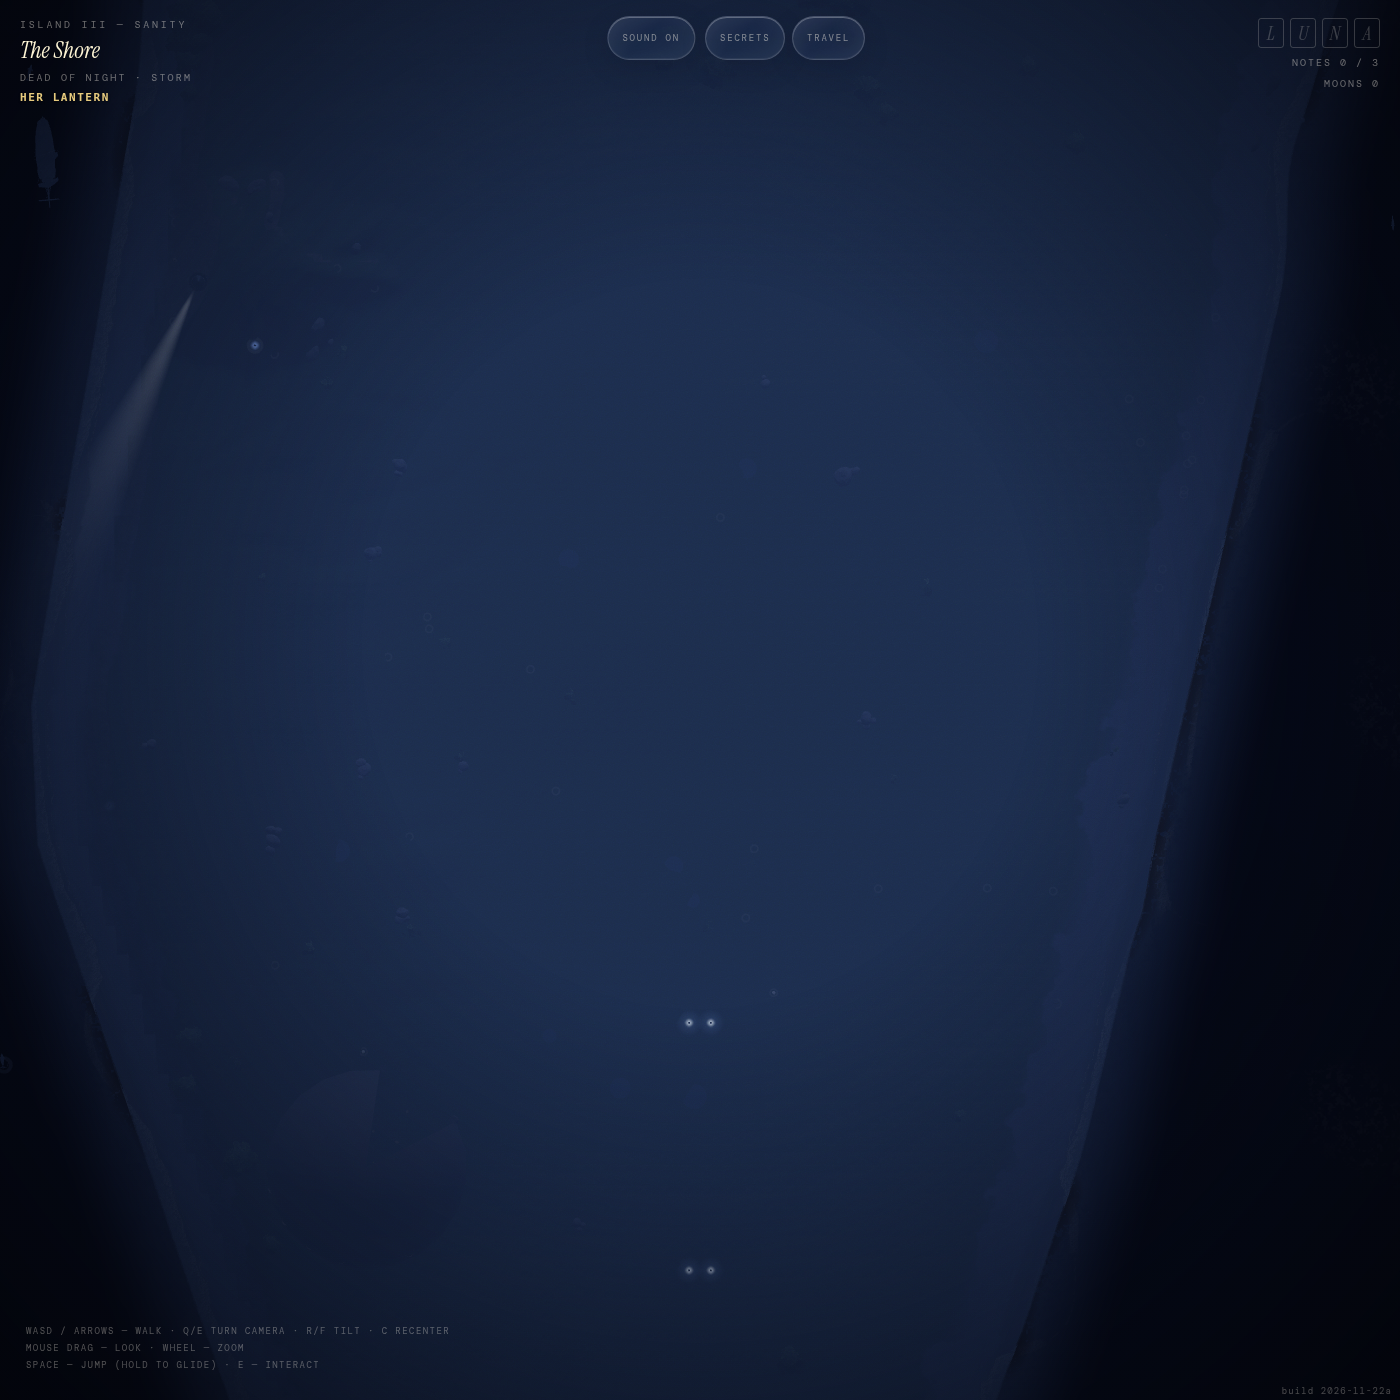 ISLAND III — SANITY
The Shore
DEAD OF NIGHT · STORM
HER LANTERN
SOUND ON
SECRETS
TRAVEL
L U N A
NOTES 0 / 3
MOONS 0
WASD / ARROWS — WALK · Q/E TURN CAMERA · R/F TILT · C RECENTER
MOUSE DRAG — LOOK · WHEEL — ZOOM
SPACE — JUMP (HOLD TO GLIDE) · E — INTERACT
build 2026-11-22a